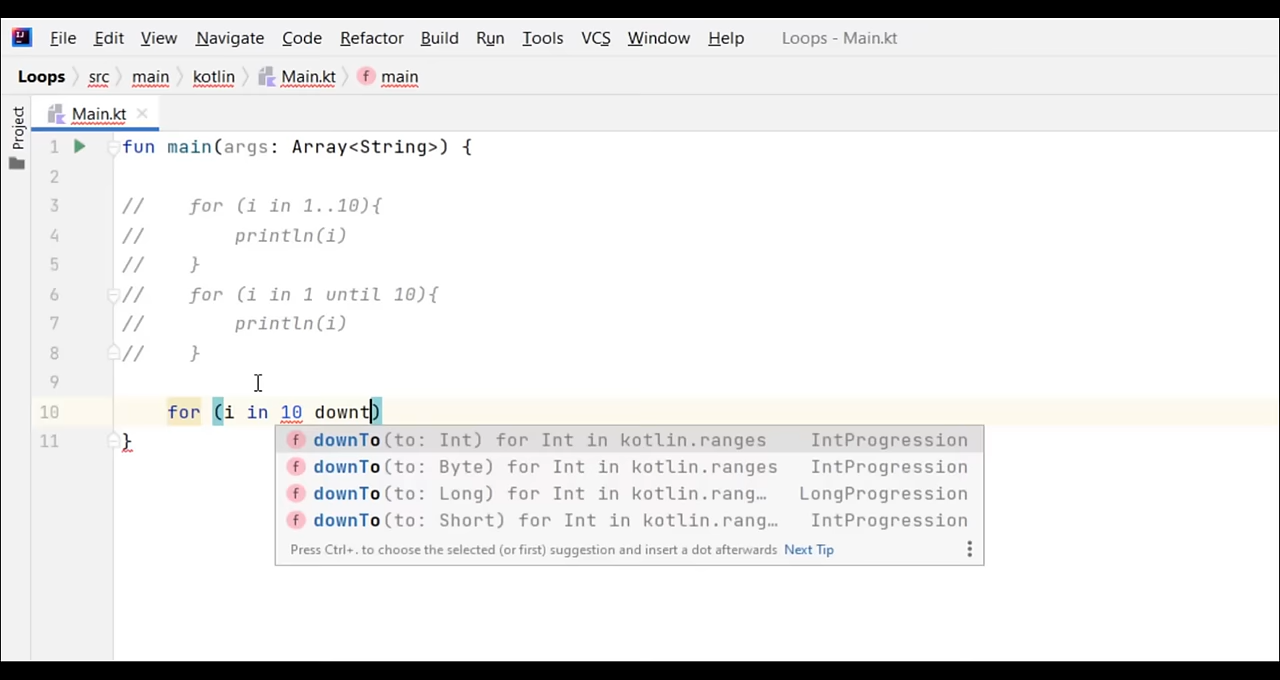 File Edit View Navigate Code Refactor Build Run Tools VCS Window Help Loops - Main.kt
Loops src main kotlin Main.kt f main
Project
Main.kt
1 fun main(args: Array<String>) {
2
3 //    for (i in 1..10){
4 //        println(i)
5 //    }
6 //    for (i in 1 until 10){
7 //        println(i)
8 //    }
9
10     for (i in 10 downt)
11 }
f downTo(to: Int) for Int in kotlin.ranges IntProgression
f downTo(to: Byte) for Int in kotlin.ranges IntProgression
f downTo(to: Long) for Int in kotlin.rang… LongProgression
f downTo(to: Short) for Int in kotlin.rang… IntProgression
Press Ctrl+. to choose the selected (or first) suggestion and insert a dot afterwards Next Tip